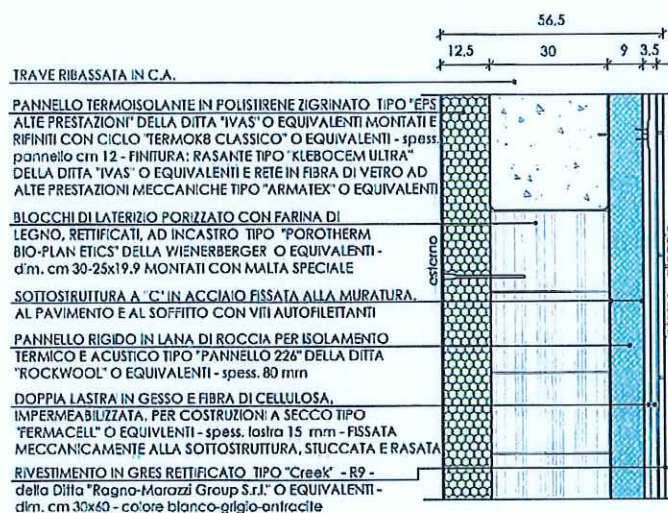 56,5
12,5 30 9 3,5
TRAVE RIBASSATA IN C.A.
PANNELLO TERMOISOLANTE IN POLISTIRENE ZIGRINATO TIPO "EPS
ALTE PRESTAZIONI" DELLA DITTA "IVAS" O EQUIVALENTI MONTATI E
RIFINITI CON CICLO "TERMOK8 CLASSICO" O EQUIVALENTI - spess.
pannello cm 12 - FINITURA: RASANTE TIPO "KLEBOCEM ULTRA"
DELLA DITTA "IVAS" O EQUIVALENTI E RETE IN FIBRA DI VETRO AD
ALTE PRESTAZIONI MECCANICHE TIPO "ARMATEX" O EQUIVALENTI
BLOCCHI DI LATERIZIO PORIZZATO CON FARINA DI
LEGNO, RETTIFICATI, AD INCASTRO TIPO "POROTHERM
BIO-PLAN ETICS" DELLA WIENERBERGER O EQUIVALENTI -
dim. cm 30-25x19.9 MONTATI CON MALTA SPECIALE
esterno
SOTTOSTRUTTURA A "C" IN ACCIAIO FISSATA ALLA MURATURA,
AL PAVIMENTO E AL SOFFITTO CON VITI AUTOFILETTANTI
PANNELLO RIGIDO IN LANA DI ROCCIA PER ISOLAMENTO
TERMICO E ACUSTICO TIPO "PANNELLO 226" DELLA DITTA
"ROCKWOOL" O EQUIVALENTI - spess. 80 mm
DOPPIA LASTRA IN GESSO E FIBRA DI CELLULOSA,
IMPERMEABILIZZATA, PER COSTRUZIONI A SECCO TIPO
"FERMACELL" O EQUIVLENTI - spess. lastra 15 mm - FISSATA
MECCANICAMENTE ALLA SOTTOSTRUTTURA, STUCCATA E RASATA
RIVESTIMENTO IN GRES RETTIFICATO TIPO "Creek" - R9 -
della Ditta "Ragno-Marazzi Group S.r.l." O EQUIVALENTI -
dim. cm 30x60 - colore bianco-grigio-antracite